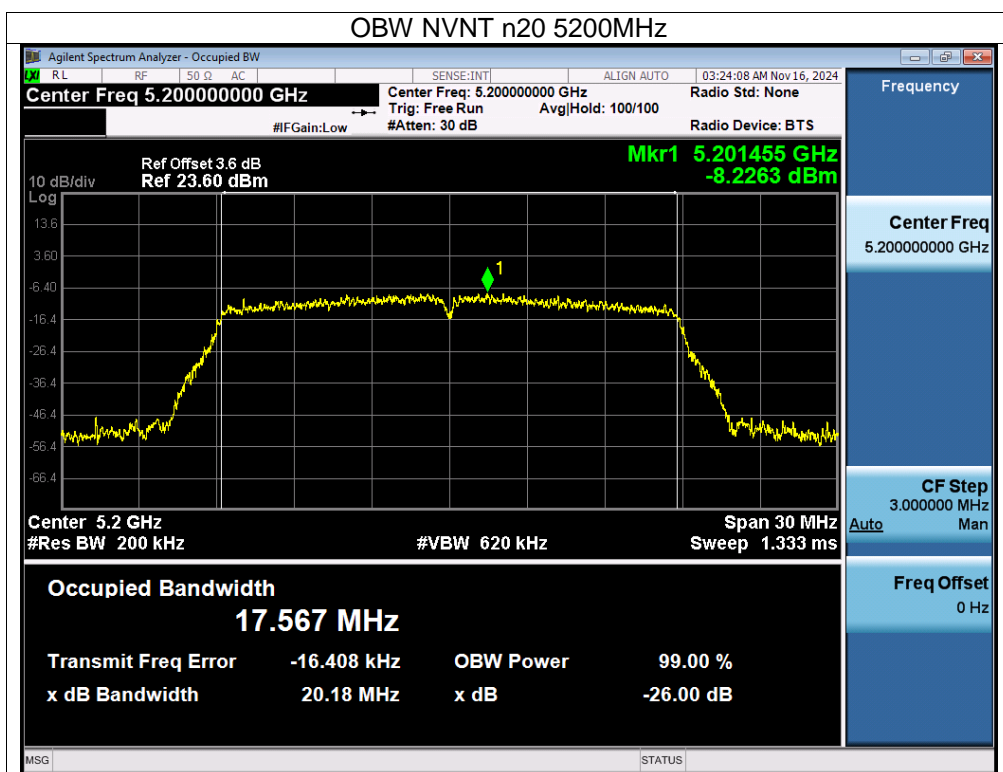 OBW NVNT n20 5200MHz
Agilent Spectrum Analyzer - Occupied BW
LXI RL RF 50 Ω AC SENSE:INT ALIGN AUTO 03:24:08 AM Nov 16, 2024
Center Freq 5.200000000 GHz Center Freq: 5.200000000 GHz Radio Std: None
Trig: Free Run Avg|Hold: 100/100
#IFGain:Low #Atten: 30 dB Radio Device: BTS
Mkr1 5.201455 GHz
-8.2263 dBm
Ref Offset 3.6 dB
10 dB/div Ref 23.60 dBm
Log
13.6
3.60
-6.40
-16.4
-26.4
-36.4
-46.4
-56.4
-66.4
1
Center 5.2 GHz Span 30 MHz
#Res BW 200 kHz #VBW 620 kHz Sweep 1.333 ms
Occupied Bandwidth
17.567 MHz
Transmit Freq Error -16.408 kHz OBW Power 99.00 %
x dB Bandwidth 20.18 MHz x dB -26.00 dB
MSG STATUS
Frequency
Center Freq
5.200000000 GHz
CF Step
3.000000 MHz
Auto Man
Freq Offset
0 Hz